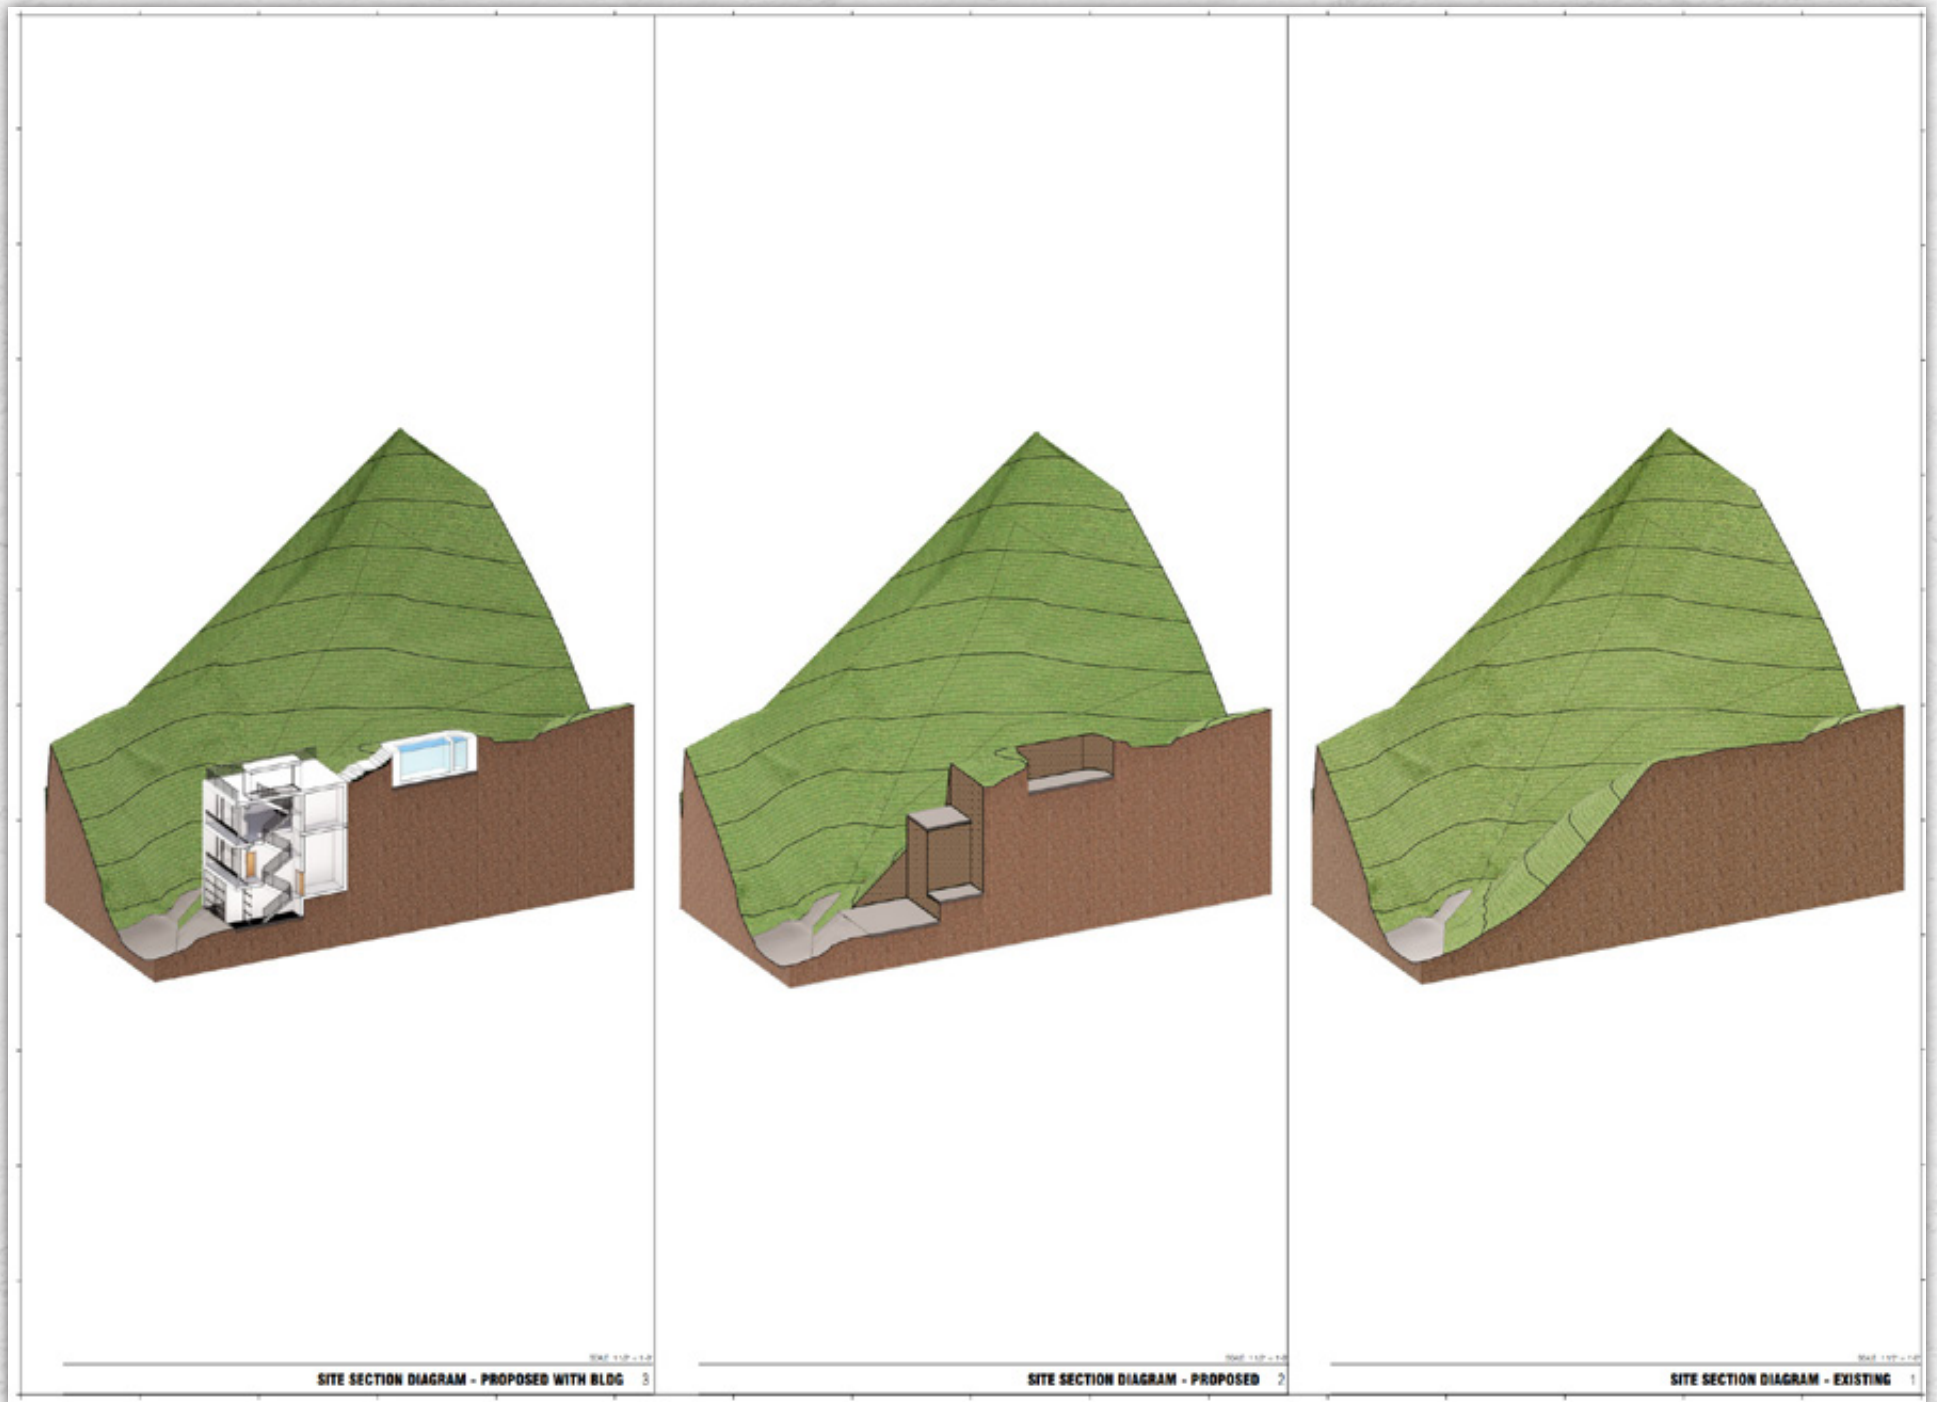 SITE SECTION DIAGRAM - PROPOSED WITH BLDG 3
SITE SECTION DIAGRAM - PROPOSED 2
SITE SECTION DIAGRAM - EXISTING 1